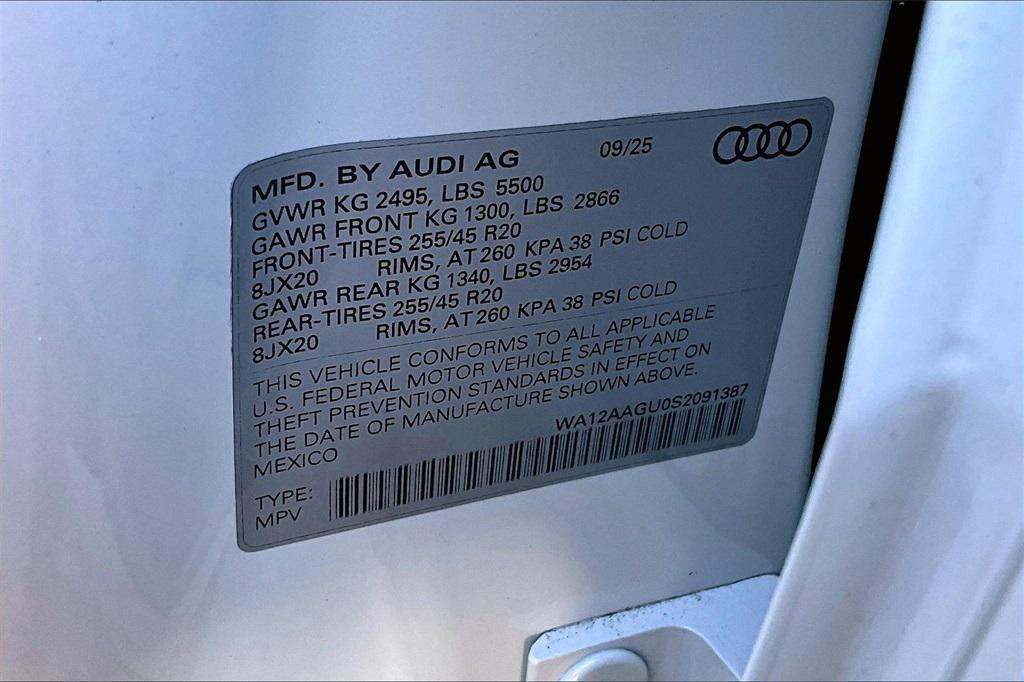 MFD. BY AUDI AG 09/25
GVWR KG 2495, LBS 5500
GAWR FRONT KG 1300, LBS 2866
FRONT-TIRES 255/45 R20
8JX20 RIMS, AT 260 KPA 38 PSI COLD
GAWR REAR KG 1340, LBS 2954
REAR-TIRES 255/45 R20
8JX20 RIMS, AT 260 KPA 38 PSI COLD
THIS VEHICLE CONFORMS TO ALL APPLICABLE
U.S. FEDERAL MOTOR VEHICLE SAFETY AND
THEFT PREVENTION STANDARDS IN EFFECT ON
THE DATE OF MANUFACTURE SHOWN ABOVE.
MEXICO WA12AAGU0S2091387
TYPE:
MPV